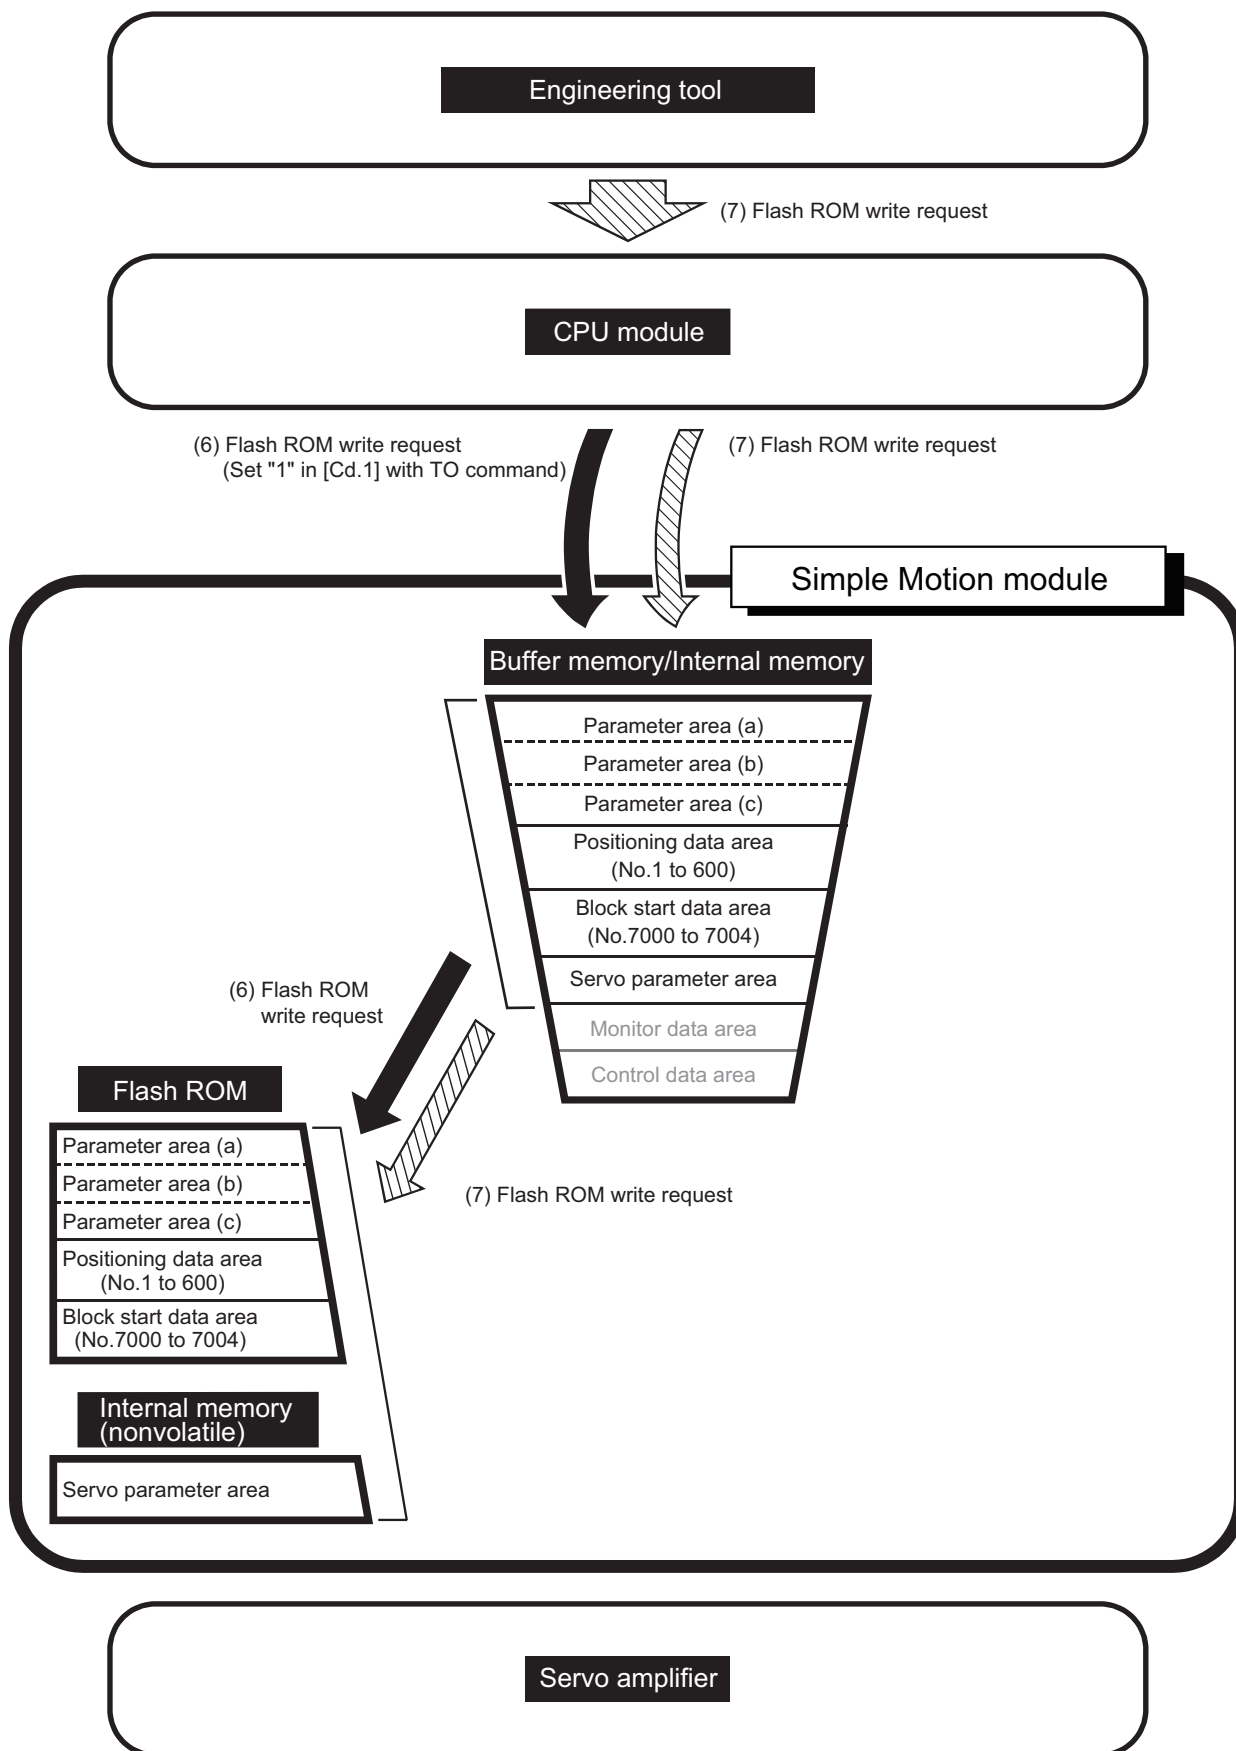 Engineering tool
(7) Flash ROM write request
CPU module
(6) Flash ROM write request
(Set "1" in [Cd.1] with TO command)
(7) Flash ROM write request
Simple Motion module
Buffer memory/Internal memory
Parameter area (a)
Parameter area (b)
Parameter area (c)
Positioning data area
(No.1 to 600)
Block start data area
(No.7000 to 7004)
Servo parameter area
Monitor data area
Control data area
(6) Flash ROM
write request
(7) Flash ROM write request
Flash ROM
Parameter area (a)
Parameter area (b)
Parameter area (c)
Positioning data area
(No.1 to 600)
Block start data area
(No.7000 to 7004)
Internal memory
(nonvolatile)
Servo parameter area
Servo amplifier